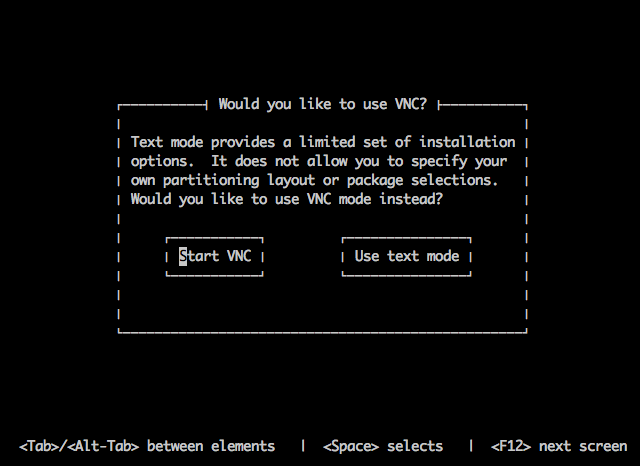 Would you like to use VNC?
Text mode provides a limited set of installation
options.  It does not allow you to specify your
own partitioning layout or package selections.
Would you like to use VNC mode instead?
Start VNC    Use text mode
<Tab>/<Alt-Tab> between elements   |  <Space> selects   |  <F12> next screen